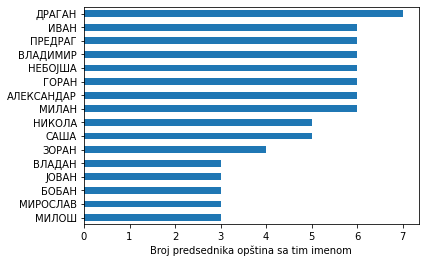 ДРАГАН
ИВАН
ПРЕДРАГ
ВЛАДИМИР
НЕБОЈША
ГОРАН
АЛЕКСАНДАР
МИЛАН
НИКОЛА
САША
ЗОРАН
ВЛАДАН
ЈОВАН
БОБАН
МИРОСЛАВ
МИЛОШ
0 1 2 3 4 5 6 7
Broj predsednika opština sa tim imenom